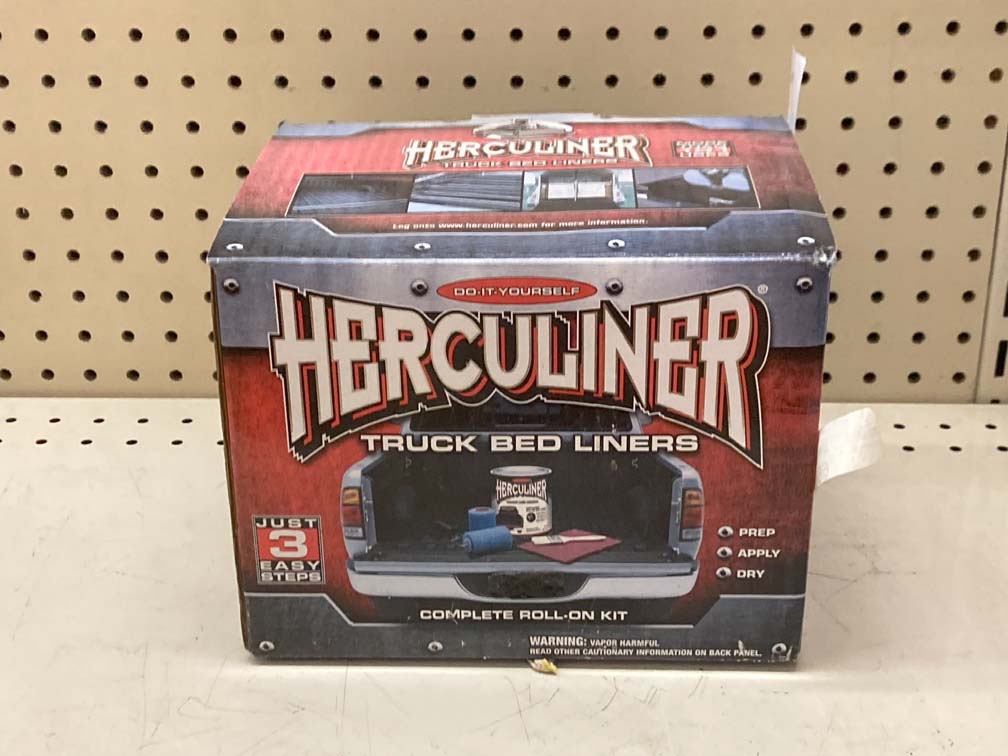 HERCULINER
TRUCK BED LINERS
Log onto www.herculiner.com for more information.
DO-IT-YOURSELF
HERCULINER®
TRUCK BED LINERS
HERCULINER
JUST
3
EASY
STEPS
PREP
APPLY
DRY
COMPLETE ROLL-ON KIT
WARNING: VAPOR HARMFUL
READ OTHER CAUTIONARY INFORMATION ON BACK PANEL.